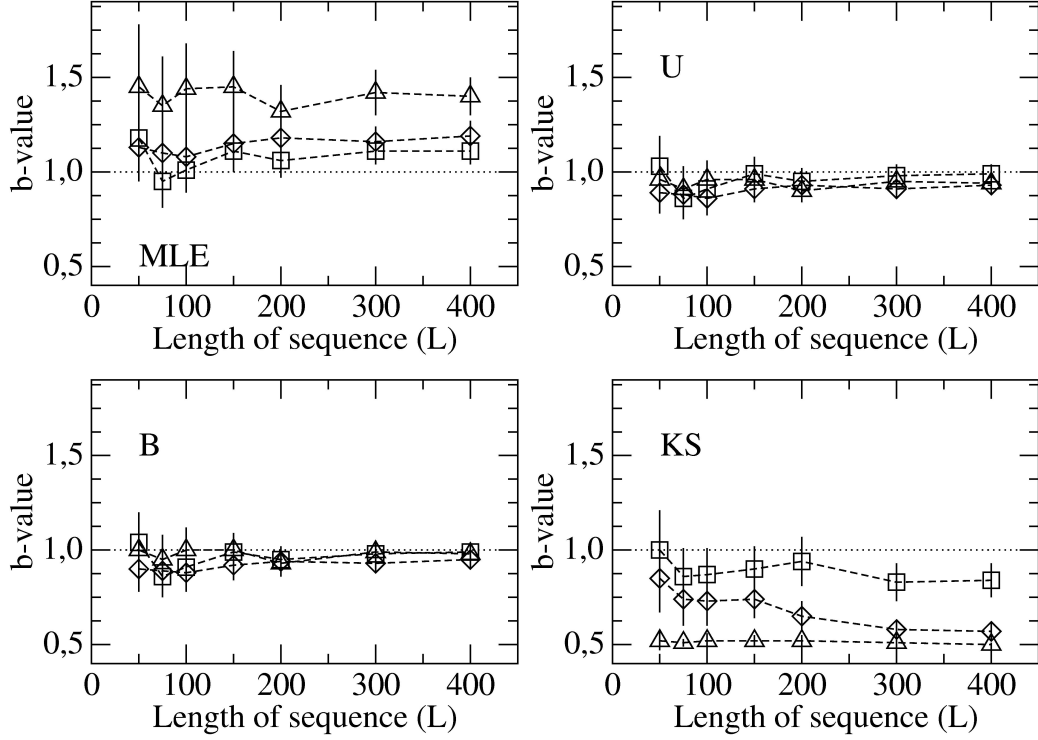 b-value
1,5
1,0
0,5
MLE
0 100 200 300 400
Length of sequence (L)
b-value
1,5
1,0
0,5
U
0 100 200 300 400
Length of sequence (L)
b-value
1,5
1,0
0,5
B
0 100 200 300 400
Length of sequence (L)
b-value
1,5
1,0
0,5
KS
0 100 200 300 400
Length of sequence (L)